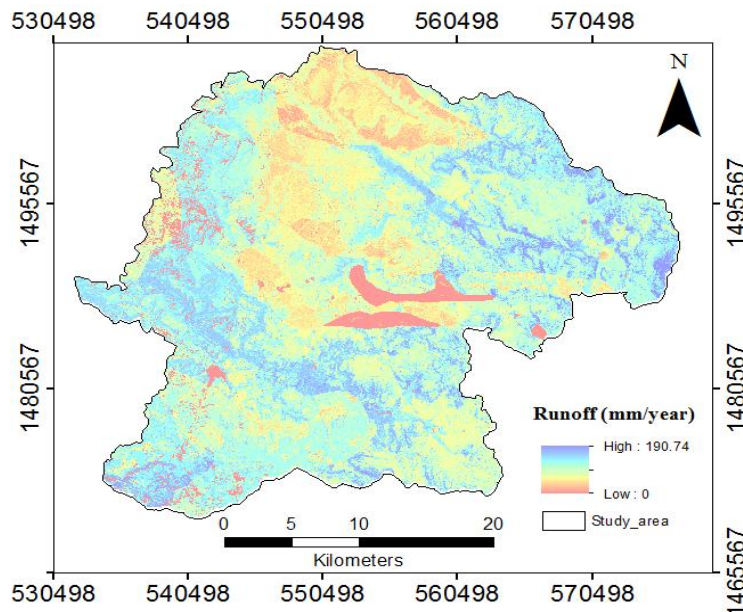 530498 540498 550498 560498 570498
N
1495567 1495567
1480567 1480567
Runoff (mm/year)
High : 190.74
Low : 0
Study_area
0 5 10 20
Kilometers
1465567
530498 540498 550498 560498 570498